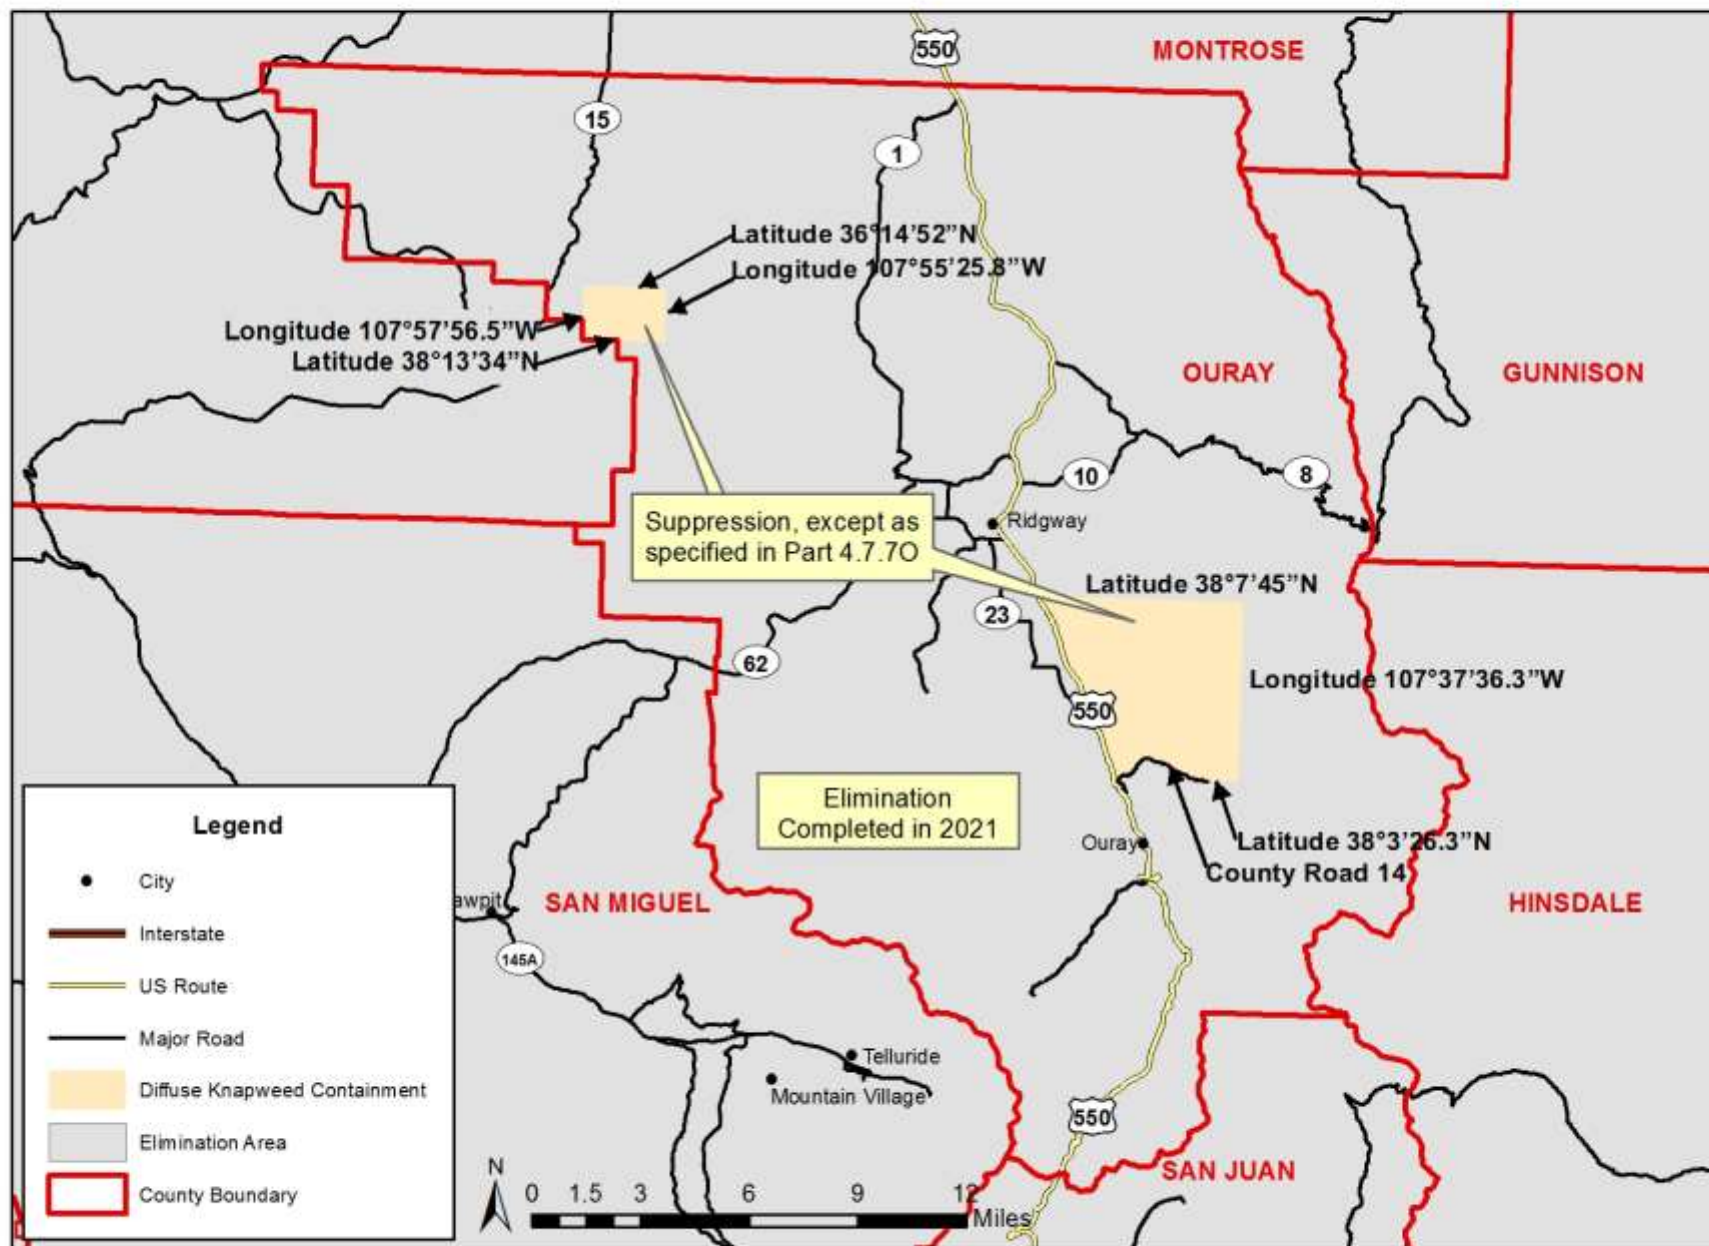 550
MONTROSE
15
1
Latitude 36°14'52"N
Longitude 107°55'25.8"W
Longitude 107°57'56.5"W
Latitude 38°13'34"N
OURAY
GUNNISON
10
8
Suppression, except as
specified in Part 4.7.7O
Ridgway
Latitude 38°7'45"N
23
62
Longitude 107°37'36.3"W
550
Elimination
Completed in 2021
Ouray
Latitude 38°3'26.3"N
County Road 14
awpit
SAN MIGUEL
HINSDALE
145A
Telluride
Mountain Village
550
SAN JUAN
Legend
City
Interstate
US Route
Major Road
Diffuse Knapweed Containment
Elimination Area
County Boundary
N
0 1.5 3 6 9 12
Miles